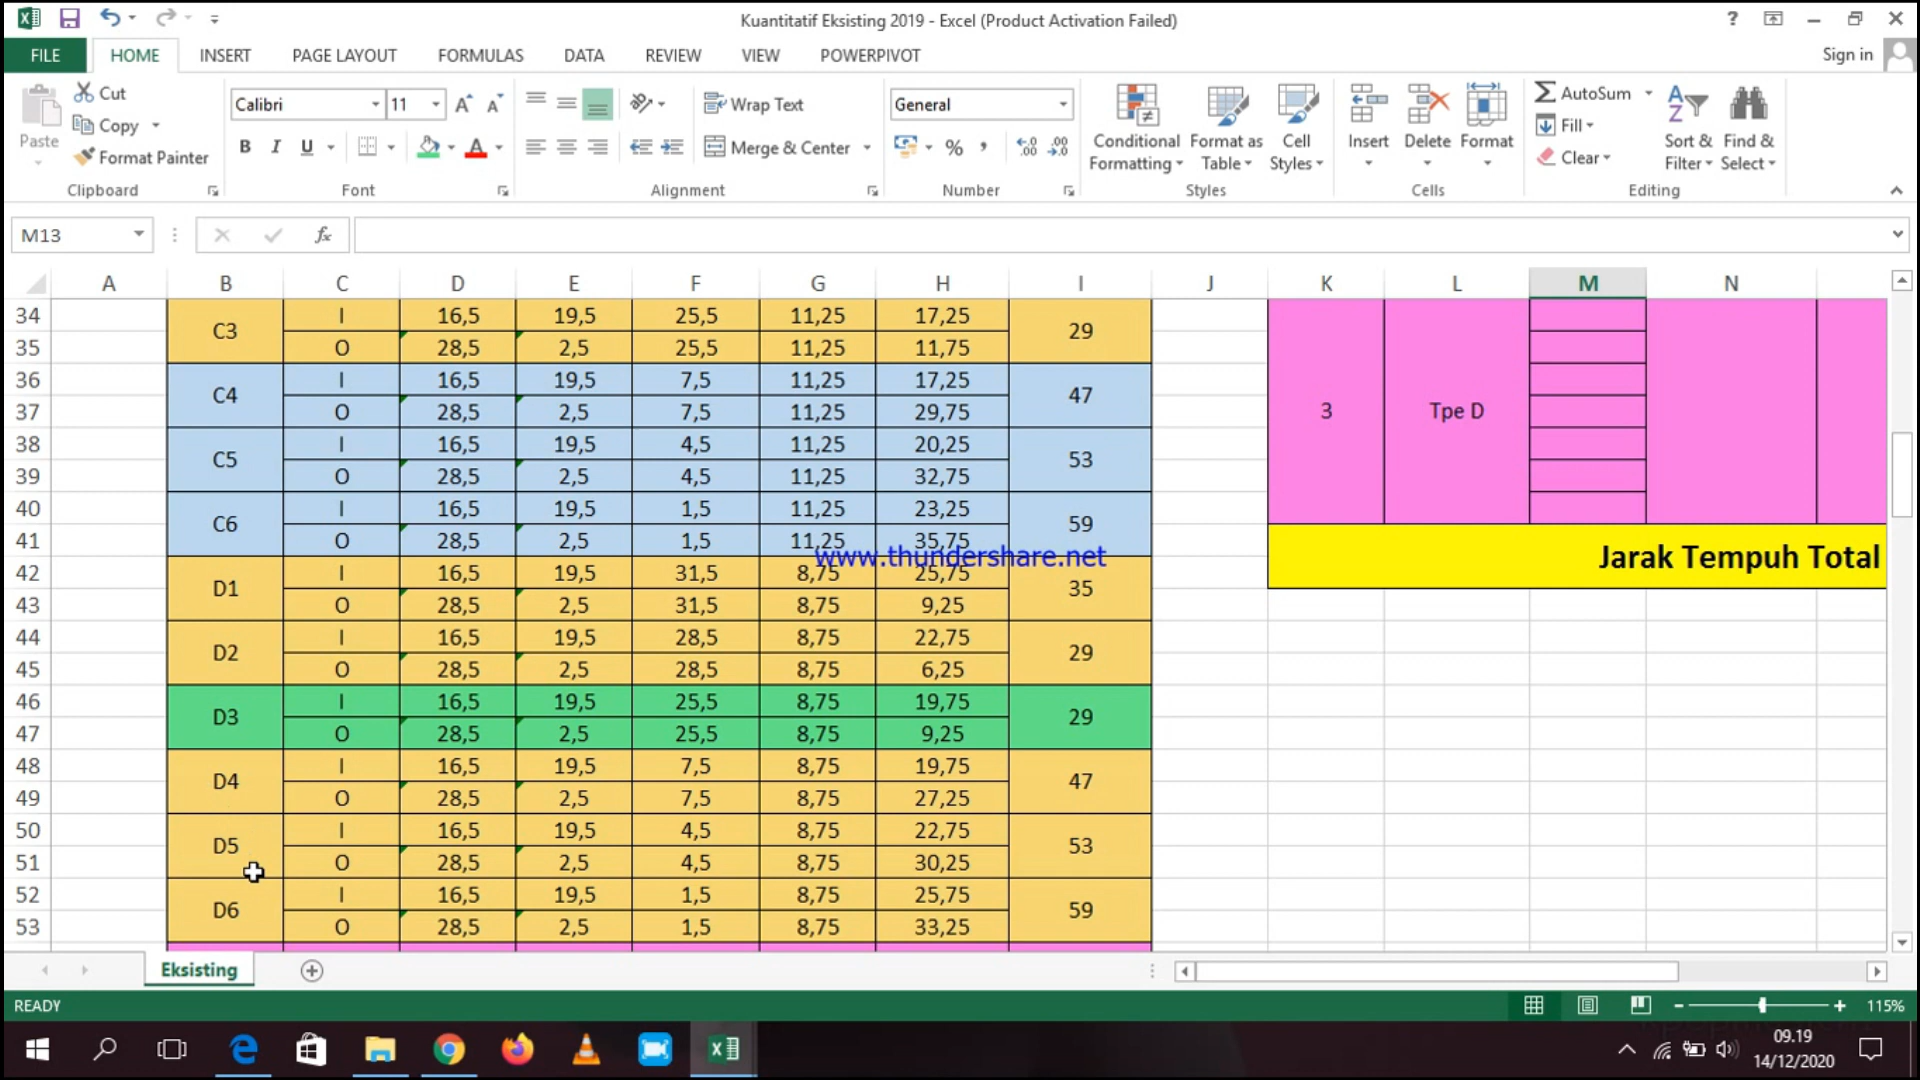 Kuantitatif Eksisting 2019 - Excel (Product Activation Failed)
?
FILE HOME INSERT PAGE LAYOUT FORMULAS DATA REVIEW VIEW POWERPIVOT Sign in
Paste Cut Copy Format Painter
Clipboard
Calibri 11
B I U
Font
Wrap Text
Merge & Center
Alignment
General
%
Number
Conditional Formatting
Format as Table
Cell Styles
Styles
Insert Delete Format
Cells
AutoSum
Fill
Clear
Sort & Filter
Find & Select
Editing
M13 fx
A B C D E F G H I J K L M N
34 C3 I 16,5 19,5 25,5 11,25 17,25 29
35 O 28,5 2,5 25,5 11,25 11,75
36 C4 I 16,5 19,5 7,5 11,25 17,25 47
37 O 28,5 2,5 7,5 11,25 29,75 3 Tpe D
38 C5 I 16,5 19,5 4,5 11,25 20,25 53
39 O 28,5 2,5 4,5 11,25 32,75
40 C6 I 16,5 19,5 1,5 11,25 23,25 59
41 O 28,5 2,5 1,5 11,25 35,75
www.thundershare.net
Jarak Tempuh Total
42 D1 I 16,5 19,5 31,5 8,75 25,75 35
43 O 28,5 2,5 31,5 8,75 9,25
44 D2 I 16,5 19,5 28,5 8,75 22,75 29
45 O 28,5 2,5 28,5 8,75 6,25
46 D3 I 16,5 19,5 25,5 8,75 19,75 29
47 O 28,5 2,5 25,5 8,75 9,25
48 D4 I 16,5 19,5 7,5 8,75 19,75 47
49 O 28,5 2,5 7,5 8,75 27,25
50 D5 I 16,5 19,5 4,5 8,75 22,75 53
51 O 28,5 2,5 4,5 8,75 30,25
52 D6 I 16,5 19,5 1,5 8,75 25,75 59
53 O 28,5 2,5 1,5 8,75 33,25
Eksisting
READY 115%
09.19
14/12/2020